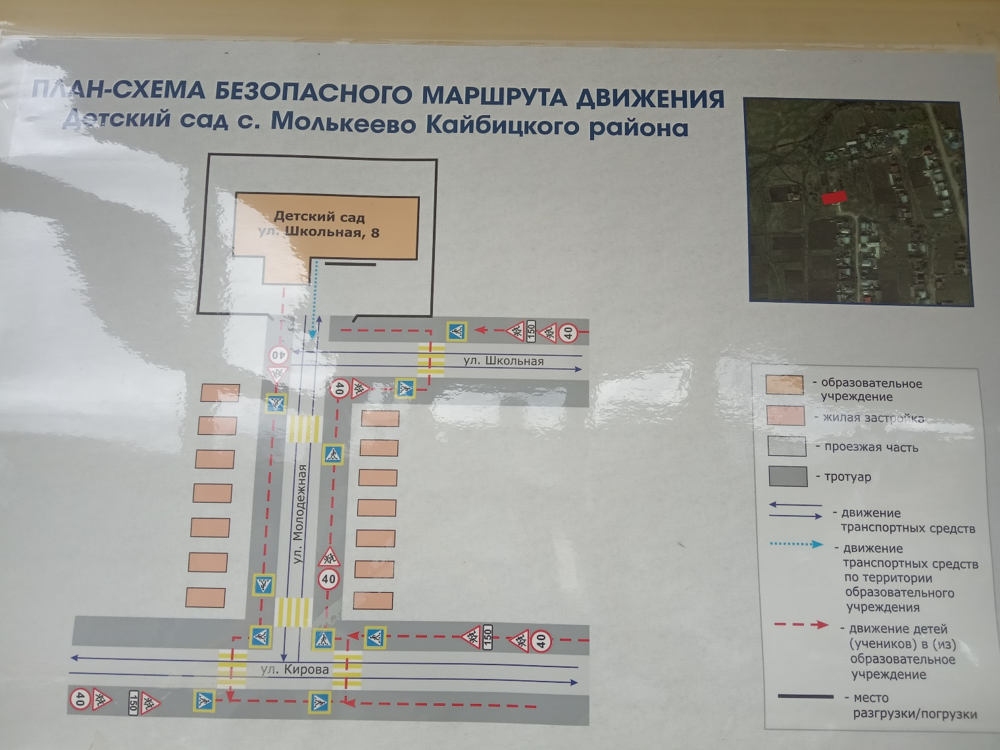 ПЛАН-СХЕМА БЕЗОПАСНОГО МАРШРУТА ДВИЖЕНИЯ
Детский сад с. Молькеево Кайбицкого района
Детский сад
ул. Школьная, 8
150
40
40
ул. Школьная
40
ул. Молодежная
40
150
40
ул. Кирова
40
150
- образовательное
учреждение
- жилая застройка
- проезжая часть
- тротуар
- движение
транспортных средств
- движение
транспортных средств
по территории
образовательного
учреждения
- движение детей
(учеников) в (из)
образовательное
учреждение
- место
разгрузки/погрузки